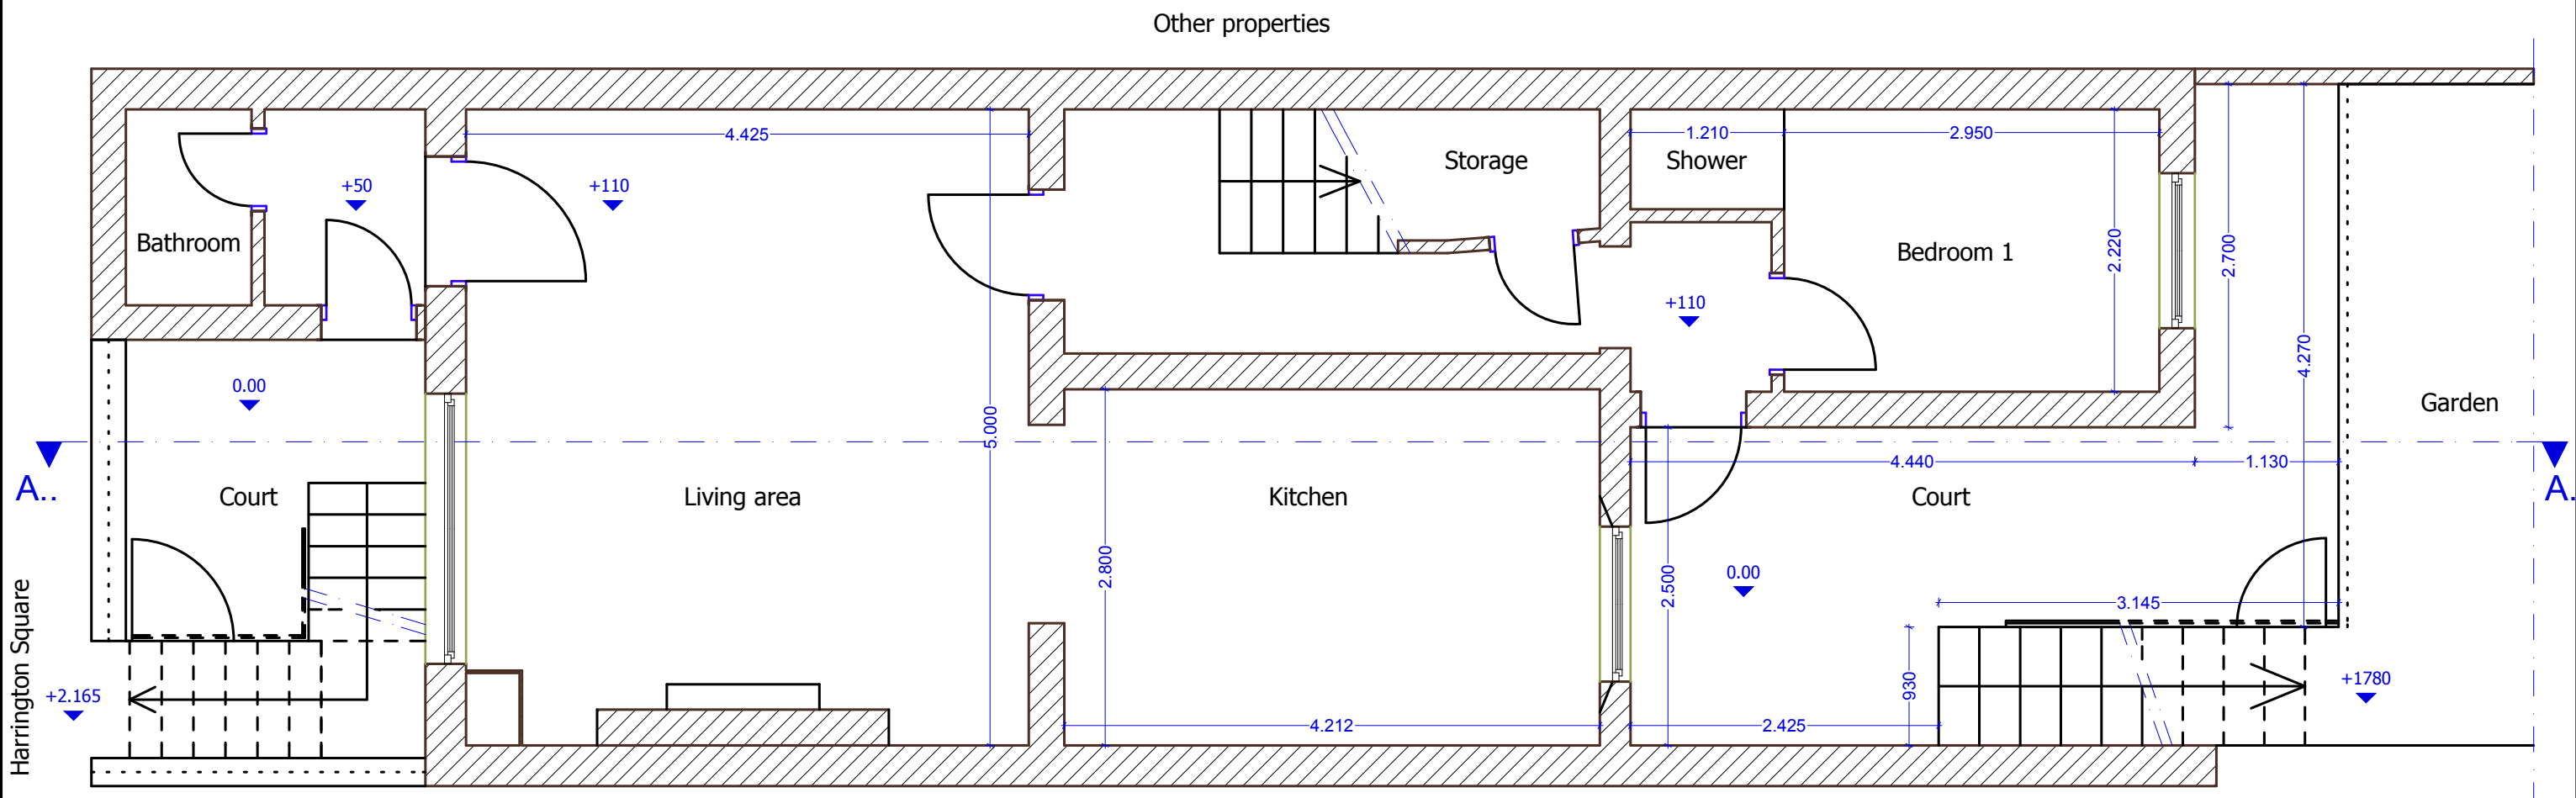 Other properties
4.425
1.210
2.950
Storage
Shower
+50
+110
Bathroom
Bedroom 1
2.220
2.700
+110
4.270
0.00
Garden
5.000
A..
A.
4.440
1.130
Court
Living area
Kitchen
Court
2.800
2.500
0.00
3.145
Harrington Square
+2.165
930
+1780
4.212
2.425